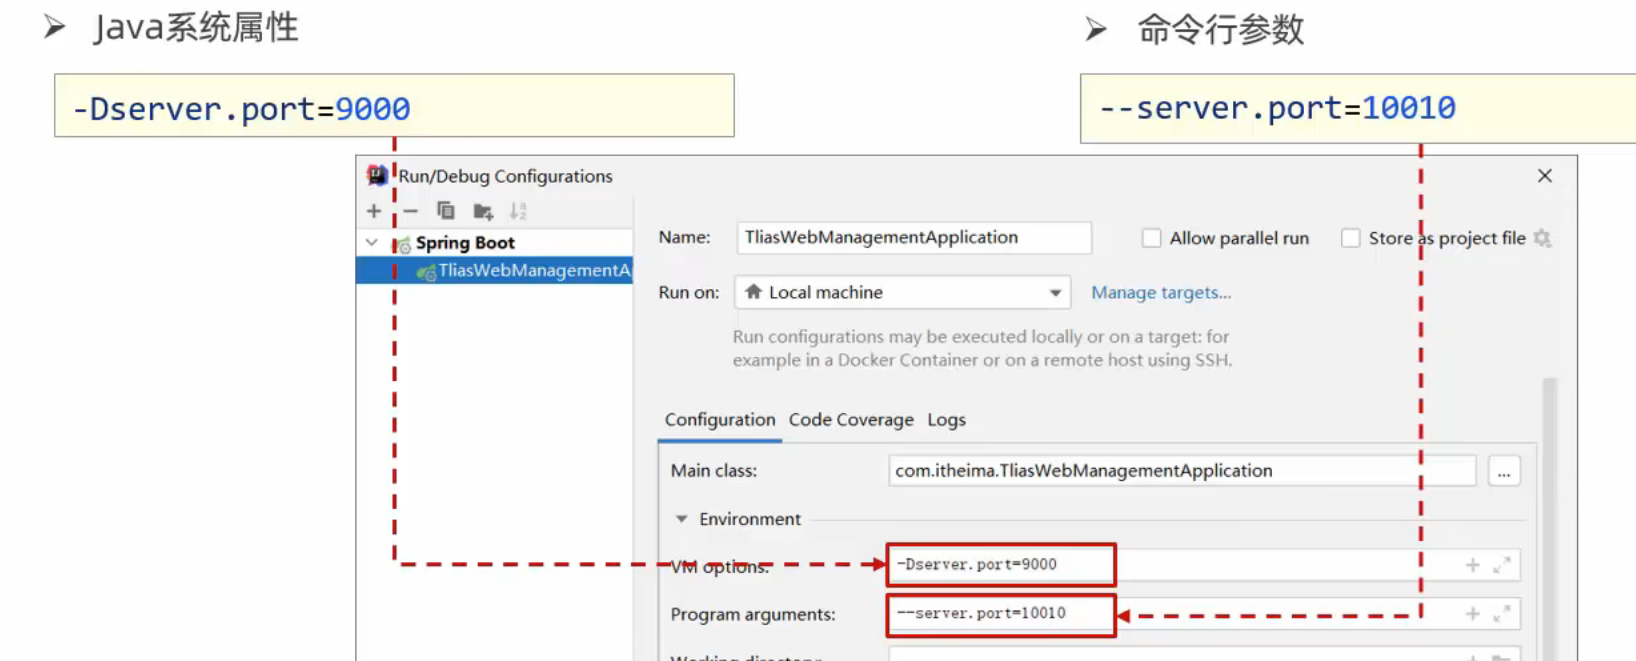 Java系统属性
命令行参数
-Dserver.port=9000
--server.port=10010
Run/Debug Configurations
Spring Boot
TliasWebManagementA
Name:
TliasWebManagementApplication
Allow parallel run
Store as project file
Run on:
Local machine
Manage targets...
Run configurations may be executed locally or on a target: for
example in a Docker Container or on a remote host using SSH.
Configuration
Code Coverage
Logs
Main class:
com.itheima.TliasWebManagementApplication
...
Environment
VM options:
-Dserver.port=9000
Program arguments:
--server.port=10010
Working directory: